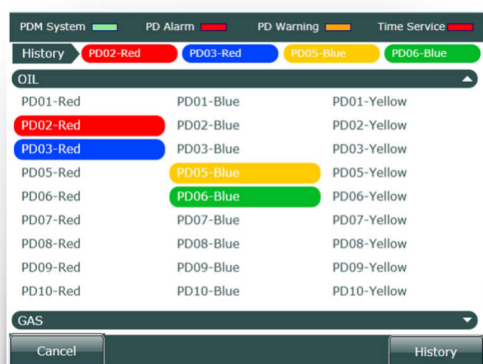 PDM System PD Alarm PD Warning Time Service
History PD02-Red PD03-Red PD05-Blue PD06-Blue
OIL
PD01-Red PD01-Blue PD01-Yellow
PD02-Red PD02-Blue PD02-Yellow
PD03-Red PD03-Blue PD03-Yellow
PD05-Red PD05-Blue PD05-Yellow
PD06-Red PD06-Blue PD06-Yellow
PD07-Red PD07-Blue PD07-Yellow
PD08-Red PD08-Blue PD08-Yellow
PD09-Red PD09-Blue PD09-Yellow
PD10-Red PD10-Blue PD10-Yellow
GAS
Cancel History